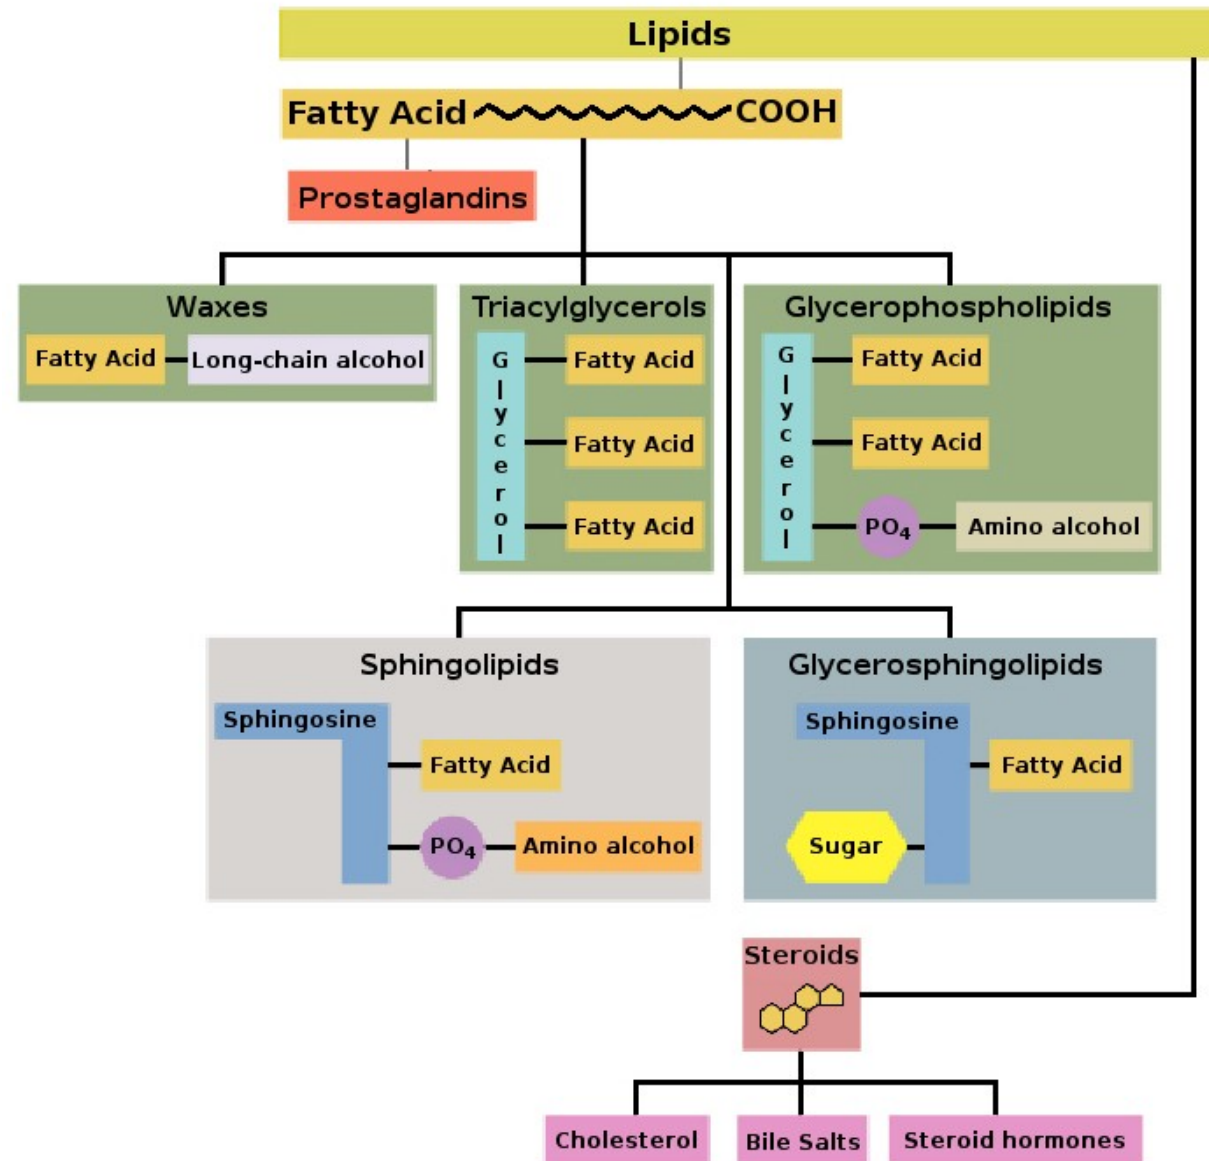 Lipids
Fatty Acid COOH
Prostaglandins
Waxes
Fatty Acid Long-chain alcohol
Triacylglycerols
Glycerol
Fatty Acid
Fatty Acid
Fatty Acid
Glycerophospholipids
Glycerol
Fatty Acid
Fatty Acid
PO4 Amino alcohol
Sphingolipids
Sphingosine
Fatty Acid
PO4 Amino alcohol
Glycerosphingolipids
Sphingosine
Fatty Acid
Sugar
Steroids
Cholesterol
Bile Salts
Steroid hormones